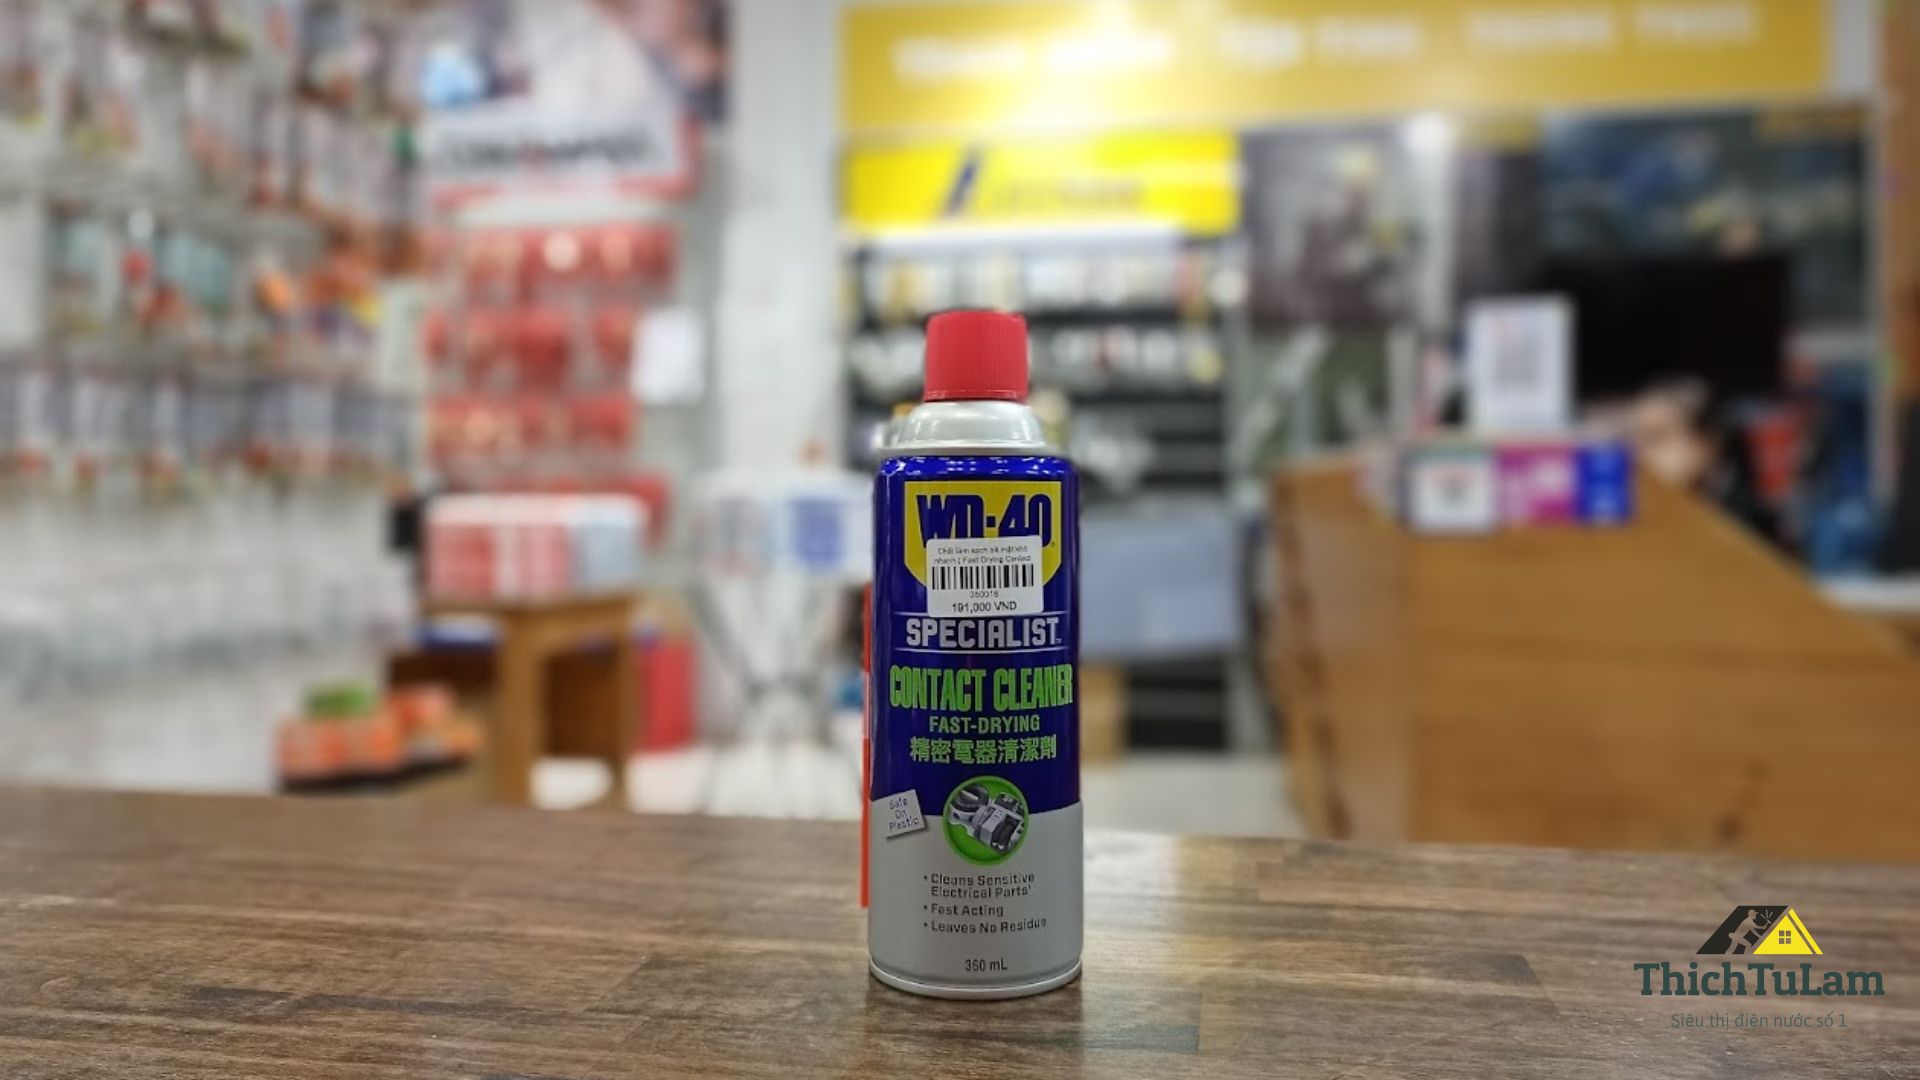 WD-40
Chất làm sạch bề mặt khô
nhanh ( Fast Drying Contact
350016
191,000 VND
SPECIALIST
CONTACT CLEANER
FAST-DRYING
精密電器清潔劑
Safe
On
Plastic
• Cleans Sensitive
Electrical Parts
• Fast Acting
• Leaves No Residue
360 mL
ThichTuLam
Siêu thị điện nước số 1